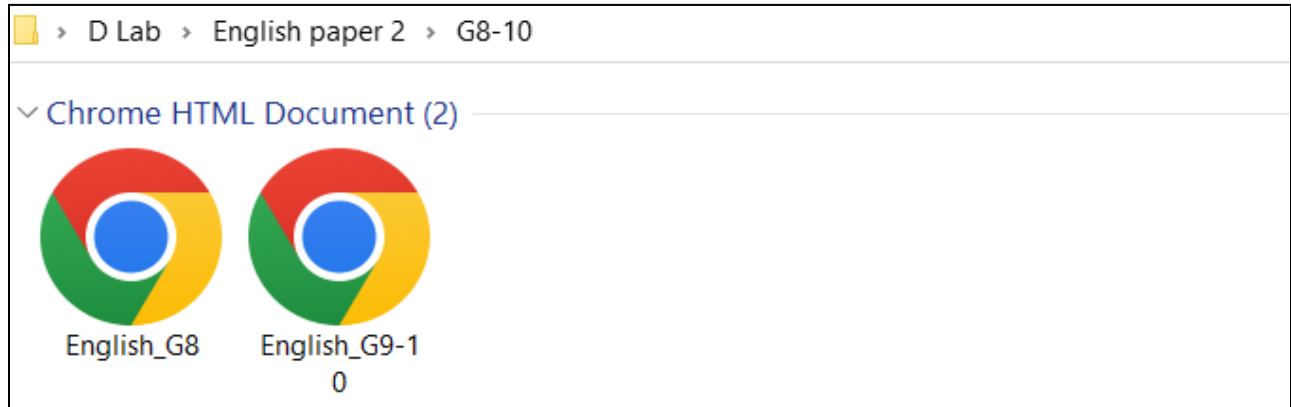 D Lab > English paper 2 > G8-10
Chrome HTML Document (2)
English_G8
English_G9-1
0